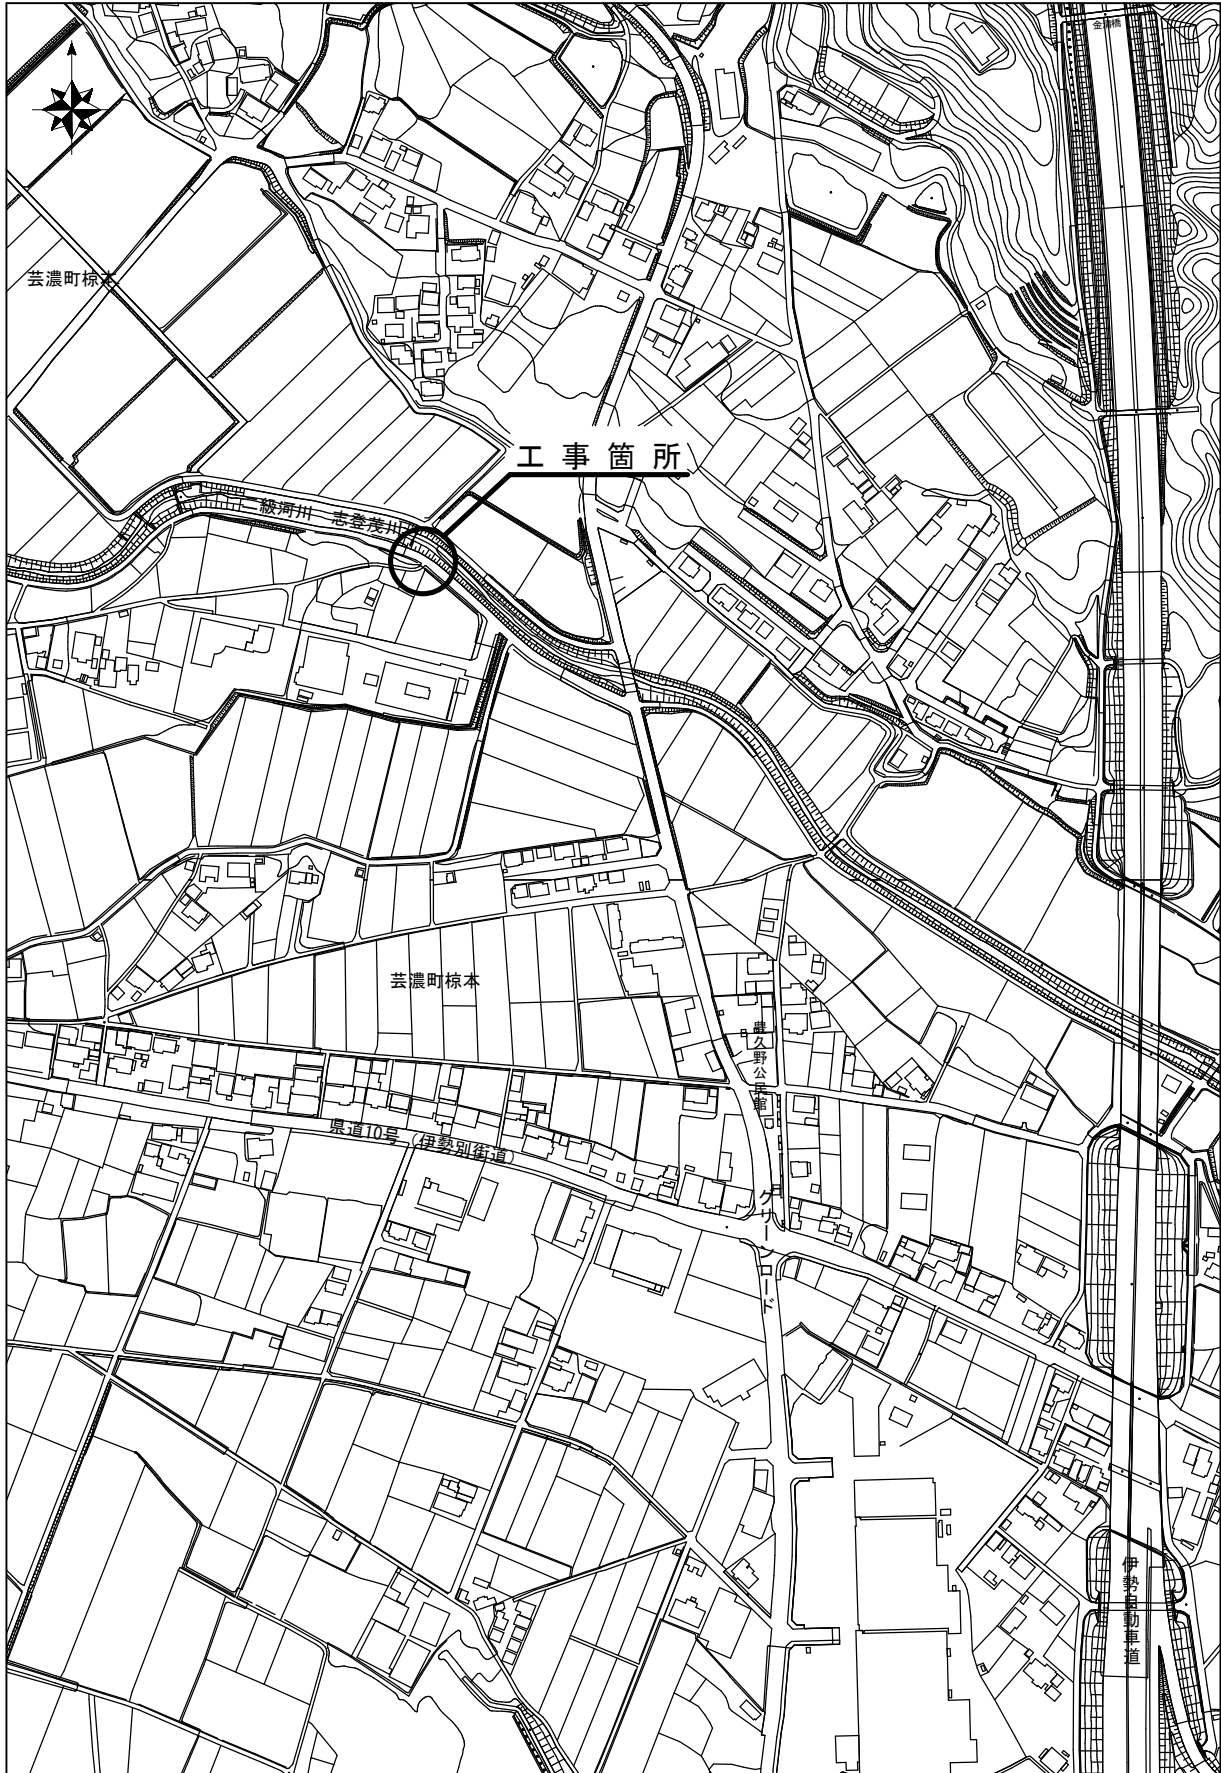 芸濃町椋本
工事箇所
二級河川 志登茂川
芸濃町椋本
豊久野公民館
県道10号（伊勢別街道）
グリーンロード
伊勢自動車道